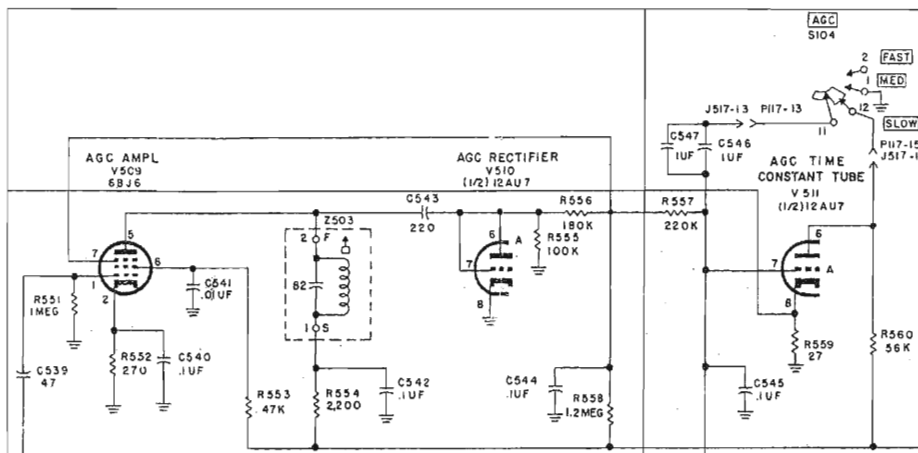 AGC
S104
2
FAST
1
MED
12
SLOW
11
J517-13 P117-13
C547
1UF
C546
1UF
P117-15
J517-1
AGC AMPL
V5C9
6BJ6
AGC RECTIFIER
V510
(1/2) 12AU7
AGC TIME
CONSTANT TUBE
V 511
(1/2) 12AU7
C543
220
R556
180K
R557
220K
R555
100K
Z503
2 F
82
1 S
5
7
6
1
2
6
A
7
8
6
7
A
8
C541
.01UF
R551
1MEG
R552
270
C540
.1UF
C539
47
R553
47K
R554
2,200
C542
.1UF
C544
.1UF
R558
1.2MEG
C545
.1UF
R559
27
R560
56K